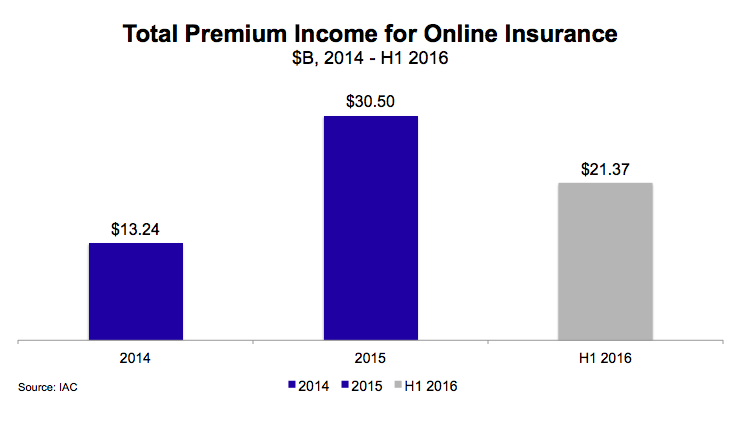 Total Premium Income for Online Insurance
$B, 2014 - H1 2016
$13.24
$30.50
$21.37
2014
2015
H1 2016
Source: IAC
2014 2015 H1 2016